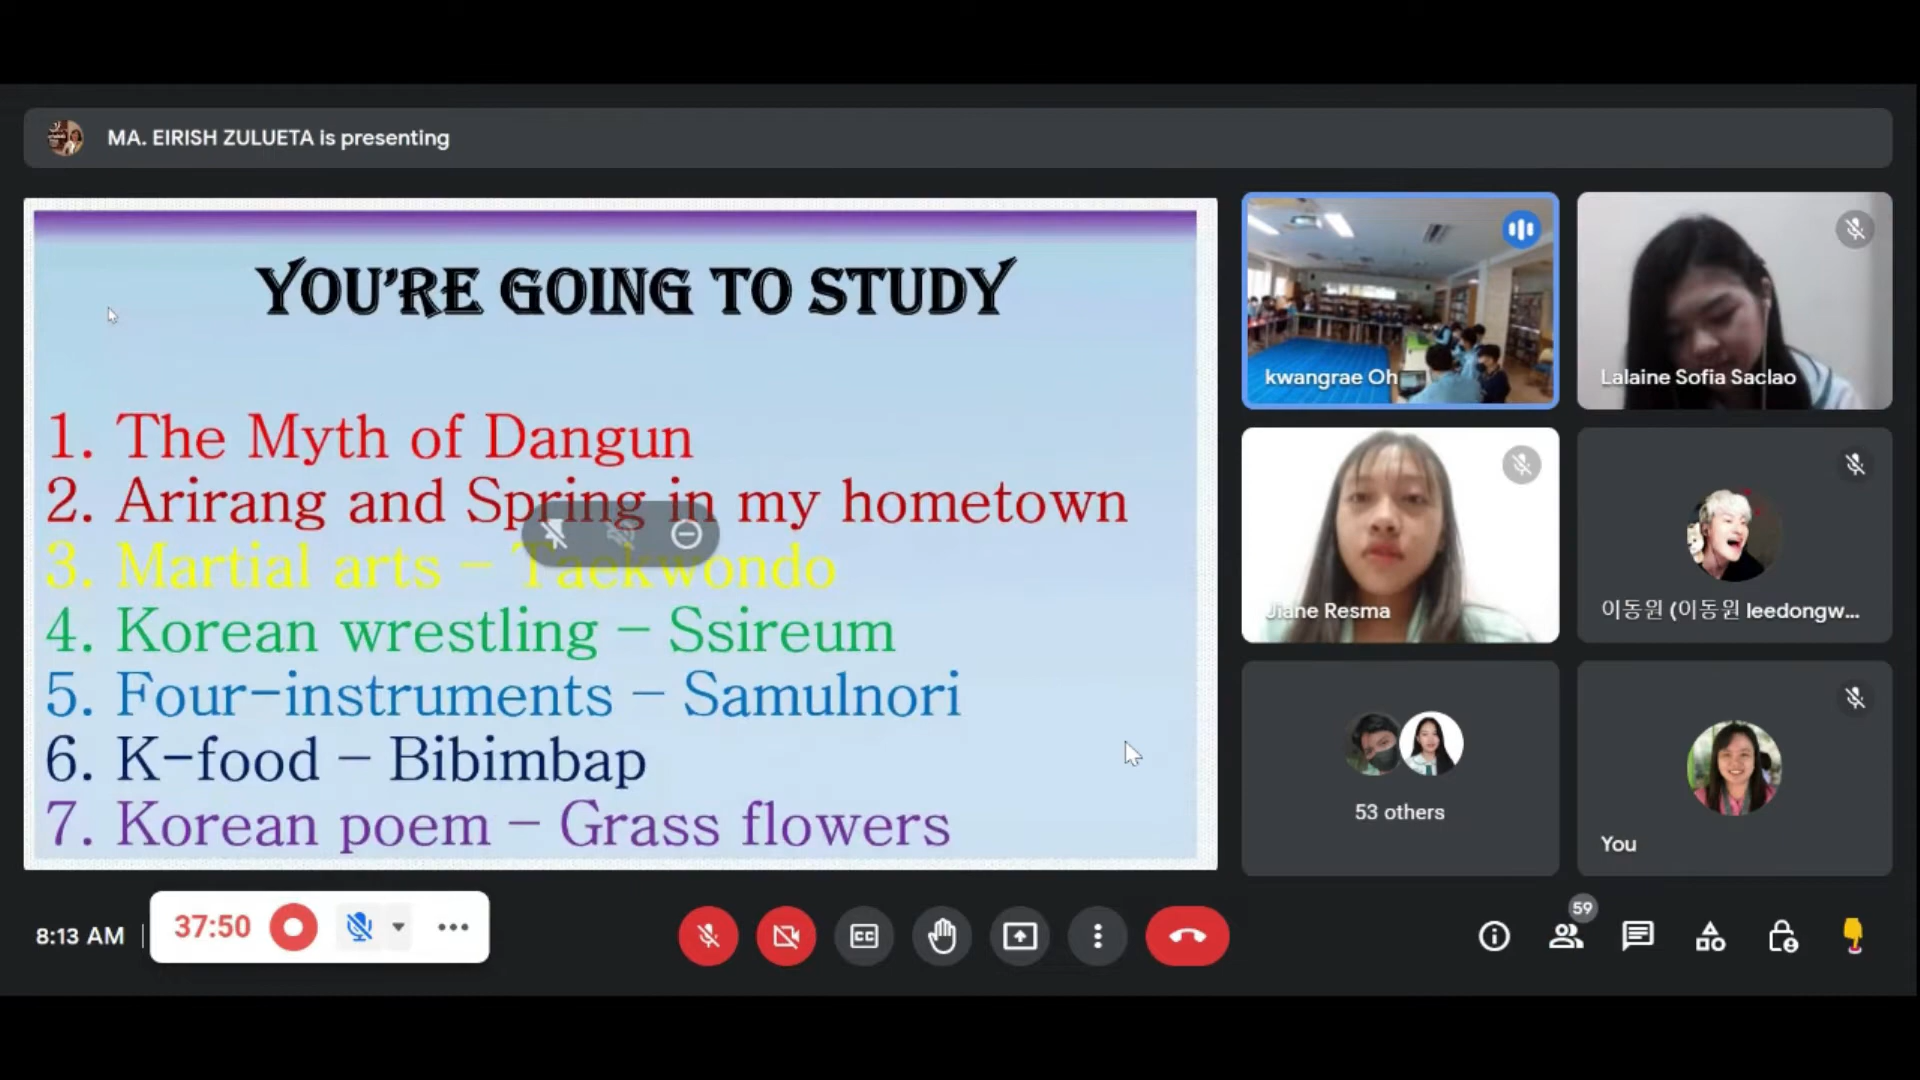 MA. EIRISH ZULUETA is presenting
YOU'RE GOING TO STUDY
1. The Myth of Dangun
2. Arirang and Spring in my hometown
3. Martial arts – Taekwondo
4. Korean wrestling – Ssireum
5. Four-instruments – Samulnori
6. K-food – Bibimbap
7. Korean poem – Grass flowers
kwangrae Oh
Lalaine Sofia Saclao
Jiane Resma
이동원 (이동원 leedongw...
53 others
You
8:13 AM
37:50
CC
59